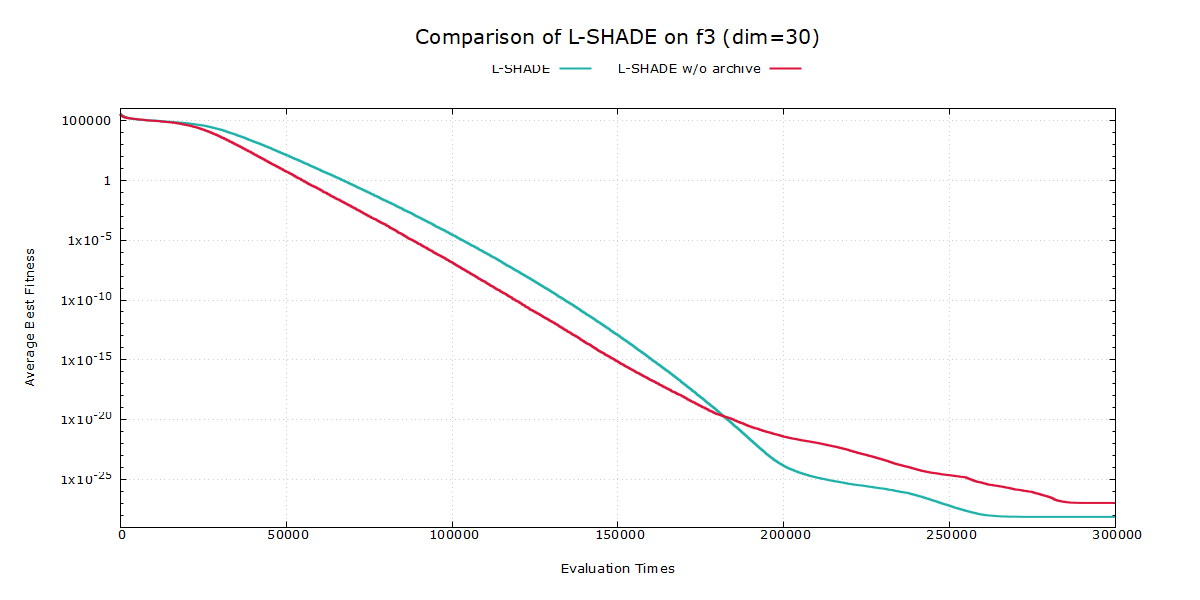 Comparison of L-SHADE on f3 (dim=30)
L-SHADE L-SHADE w/o archive
100000
1
1x10^-5
1x10^-10
1x10^-15
1x10^-20
1x10^-25
Average Best Fitness
0 50000 100000 150000 200000 250000 300000
Evaluation Times